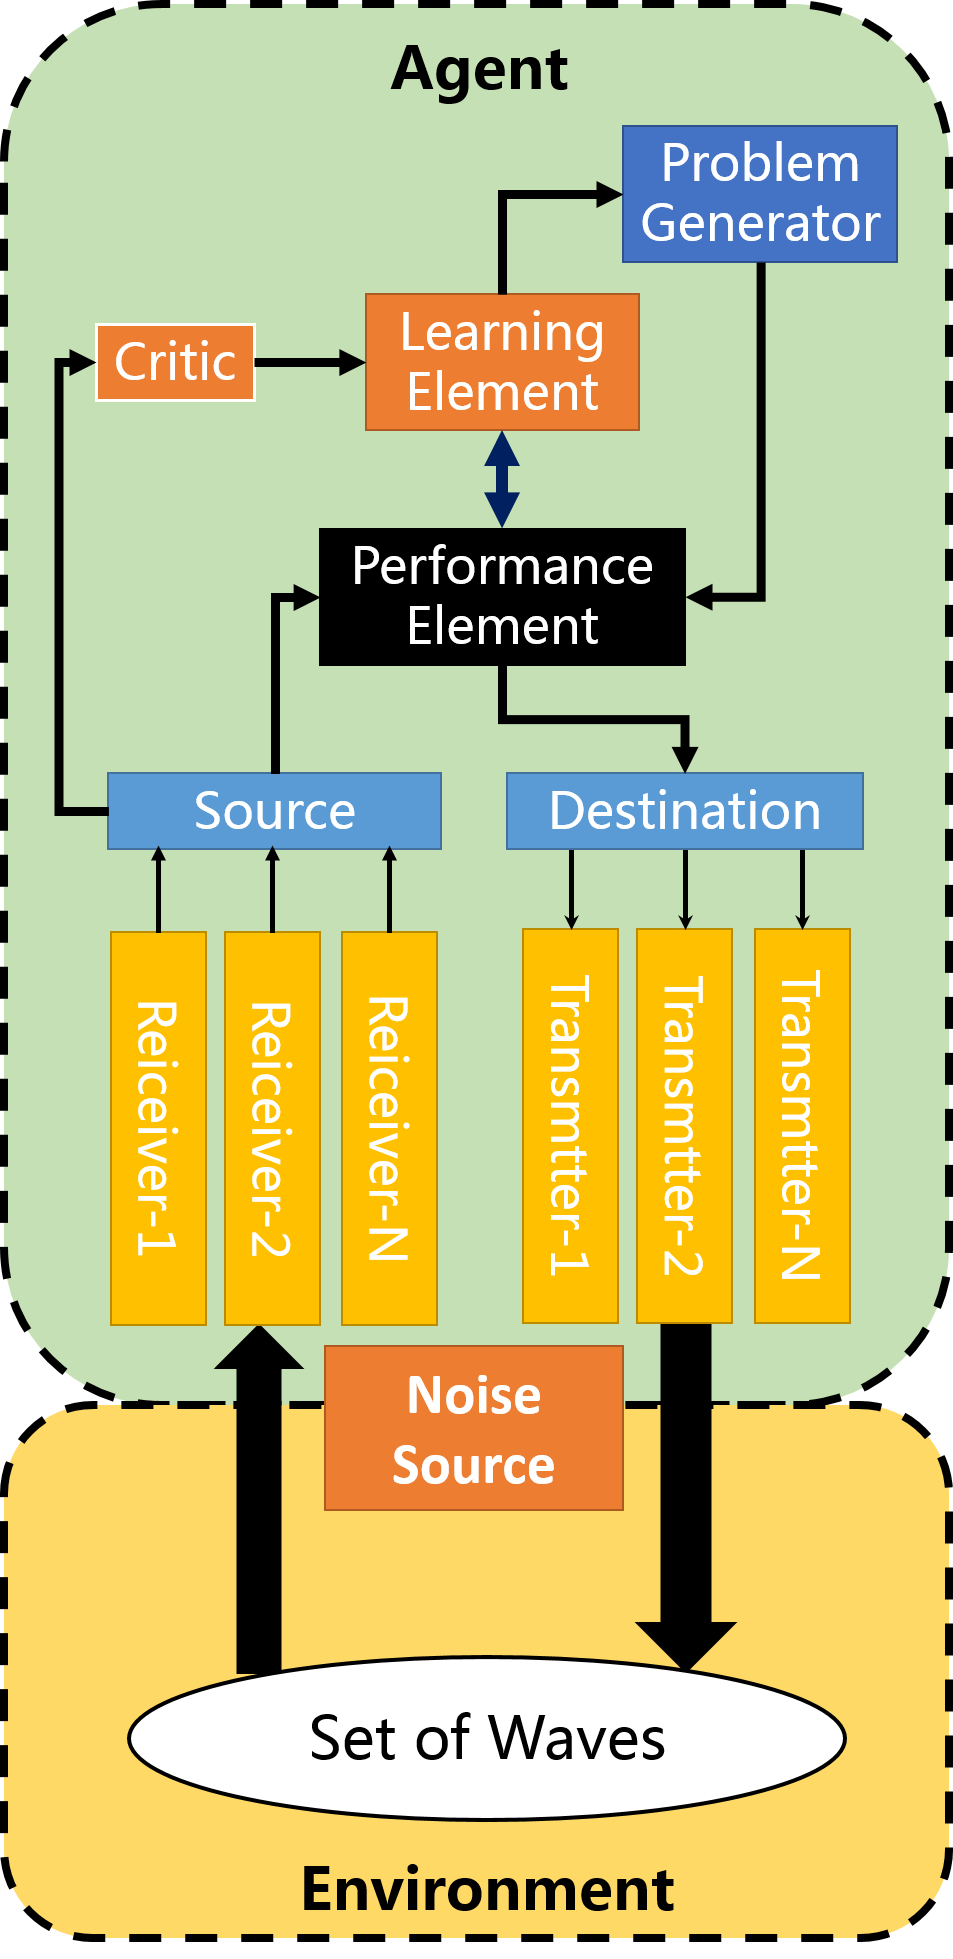 Agent
Problem
Generator
Learning
Element
Critic
Performance
Element
Source
Destination
Reiceiver-1
Reiceiver-2
Reiceiver-N
Transmtter-1
Transmtter-2
Transmtter-N
Noise
Source
Set of Waves
Environment